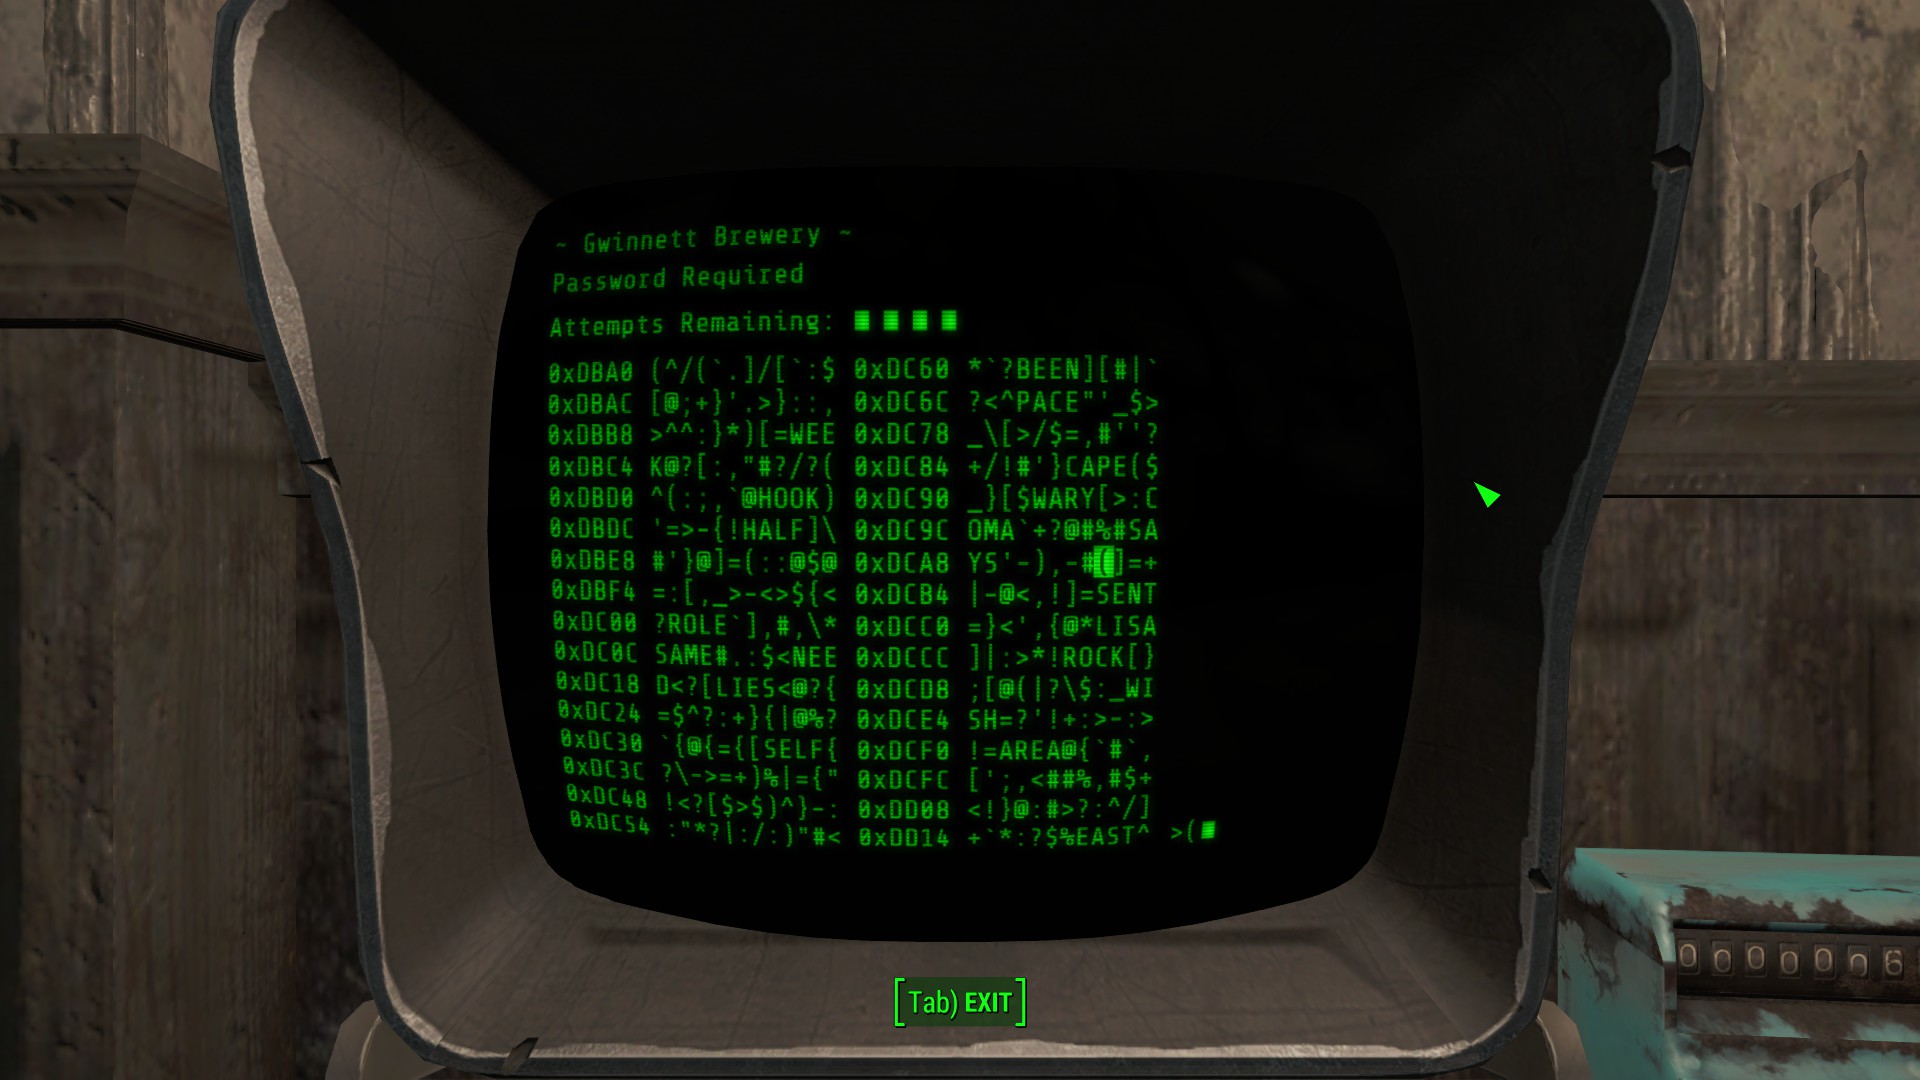 ~ Gwinnett Brewery ~
Password Required
Attempts Remaining:
0xDBA0 (^/(`.]/[`:$ 0xDC60 *`?BEEN][#|`
0xDBAC [@;+}'.>}::, 0xDC6C ?<^PACE"'_$>
0xDBB8 >^^:}*)[=WEE 0xDC78 _\[>/$=,#''?
0xDBC4 K@?[:,"#?/?( 0xDC84 +/!#'}CAPE($
0xDBD0 ^(:;,`@HOOK) 0xDC90 _}[$WARY[>:C
0xDBDC '=>-{!HALF]\ 0xDC9C OMA`+?@#%#SA
0xDBE8 #'}@]=(::@$@ 0xDCA8 YS'-),-#(]=+
0xDBF4 =:[,_>-<>${< 0xDCB4 |-@<,!]=SENT
0xDC00 ?ROLE`],#,\* 0xDCC0 =}<',{@*LISA
0xDC0C SAME#.:$<NEE 0xDCCC ]|:>*!ROCK[}
0xDC18 D<?[LIES<@?{ 0xDCD8 ;[@(|?\$:_WI
0xDC24 =$^?:+}{|@%? 0xDCE4 SH=?'!+:>-:>
0xDC30 `{@{={[SELF{ 0xDCF0 !=AREA@{`#`,
0xDC3C ?\->=+)%|={" 0xDCFC [';,<##%,#$+
0xDC48 !<?[$>$)^}-: 0xDD08 <!}@:#>?:^/]
0xDC54 :"*?|:/:)"#< 0xDD14 +`*:?$%EAST^ >(
0000006
[Tab) EXIT]